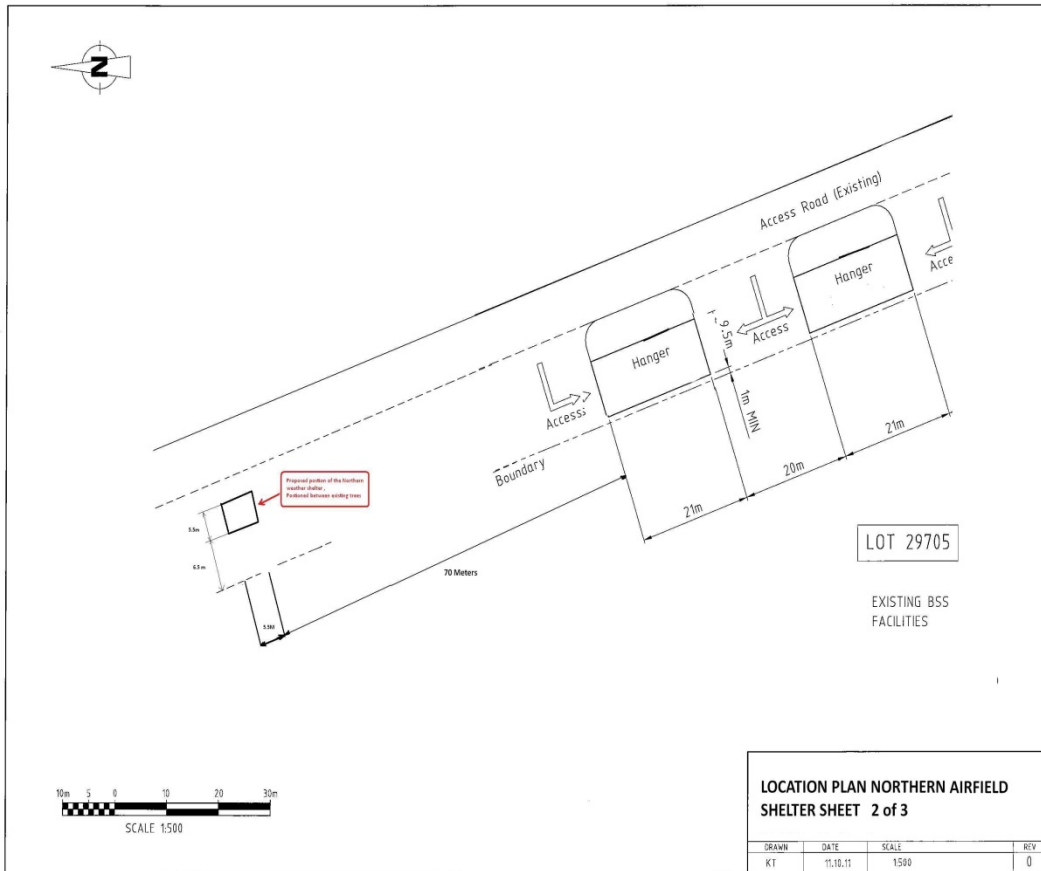 N
Access Road (Existing)
Hanger
Access
Acce
Hanger
9.5m
1m MIN
Access
Boundary
21m
20m
21m
Proposed postion of the Northern
weather shelter ,
Positioned between existing trees
5.5m
6.5 m
5.5M
70 Meters
LOT 29705
EXISTING BSS
FACILITIES
10m 5 0 10 20 30m
SCALE 1:500
LOCATION PLAN NORTHERN AIRFIELD
SHELTER SHEET 2 of 3
DRAWN DATE SCALE REV
KT 11.10.11 1:500 0